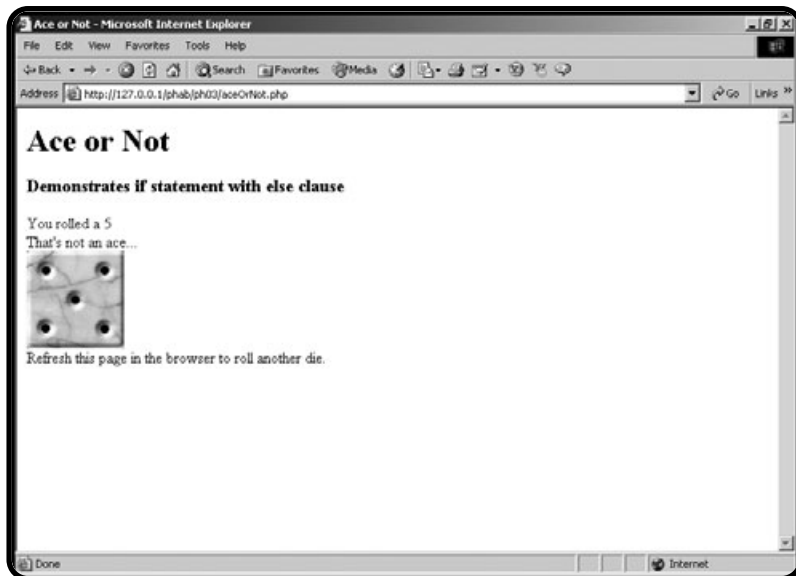 Ace or Not - Microsoft Internet Explorer
File Edit View Favorites Tools Help
Back Search Favorites Media
Address http://127.0.0.1/phab/ph03/aceOrNot.php Go Links »
Ace or Not
Demonstrates if statement with else clause
You rolled a 5
That's not an ace...
Refresh this page in the browser to roll another die.
Done Internet